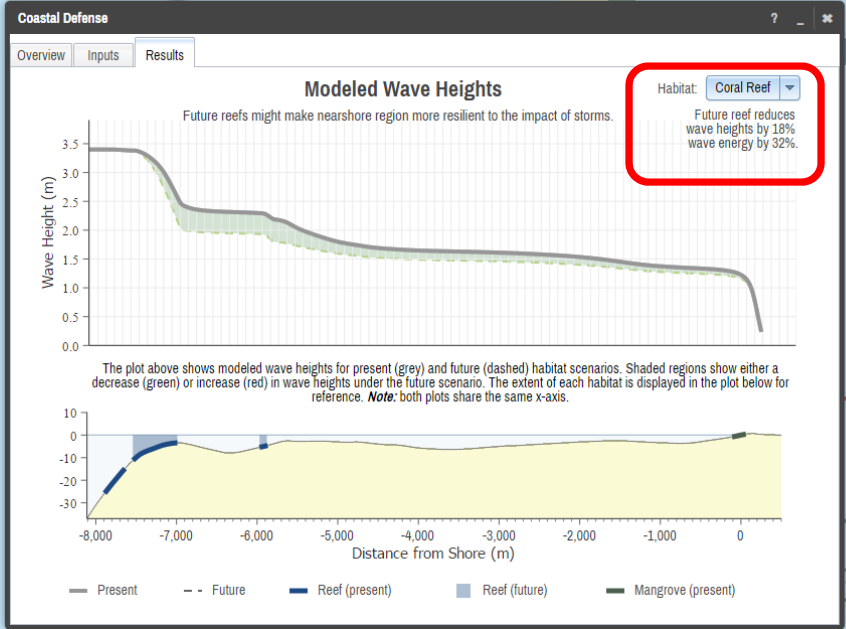 Coastal Defense
? _ ✖
Overview Inputs Results
Modeled Wave Heights
Habitat: Coral Reef
Future reefs might make nearshore region more resilient to the impact of storms.
Future reef reduces
wave heights by 18%
wave energy by 32%.
Wave Height (m)
3.5
3.0
2.5
2.0
1.5
1.0
0.5
0.0
The plot above shows modeled wave heights for present (grey) and future (dashed) habitat scenarios. Shaded regions show either a
decrease (green) or increase (red) in wave heights under the future scenario. The extent of each habitat is displayed in the plot below for
reference. Note: both plots share the same x-axis.
10
0
-10
-20
-30
-8,000 -7,000 -6,000 -5,000 -4,000 -3,000 -2,000 -1,000 0
Distance from Shore (m)
Present Future Reef (present) Reef (future) Mangrove (present)